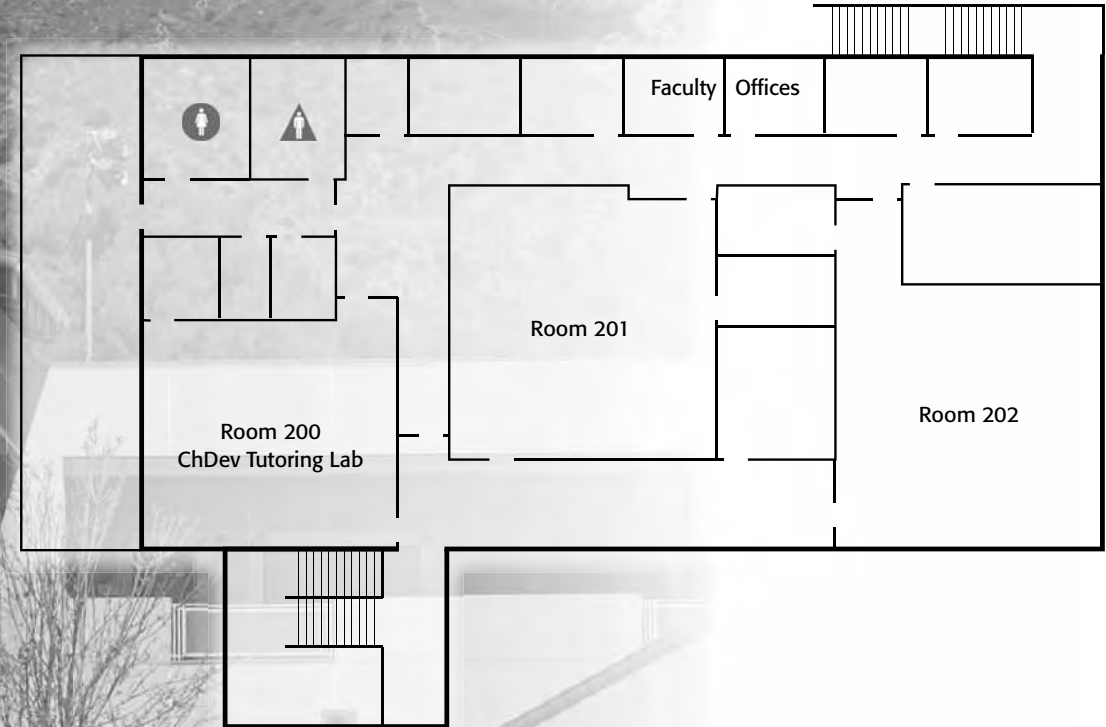 Faculty Offices
Room 201
Room 202
Room 200
ChDev Tutoring Lab